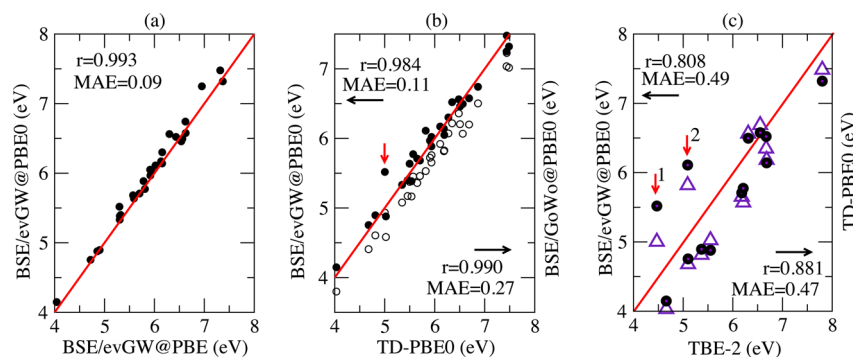 (a)
(b)
(c)
8
7
6
5
4
BSE/evGW@PBE0 (eV)
r=0.993
MAE=0.09
4
5
6
7
8
BSE/evGW@PBE (eV)
8
7
6
5
4
BSE/evGW@PBE0 (eV)
r=0.984
MAE=0.11
r=0.990
MAE=0.27
BSE/GoWo@PBE0 (eV)
4
5
6
7
8
TD-PBE0 (eV)
8
7
6
5
4
BSE/evGW@PBE0 (eV)
r=0.808
MAE=0.49
1
2
r=0.881
MAE=0.47
TD-PBE0 (eV)
4
5
6
7
8
TBE-2 (eV)